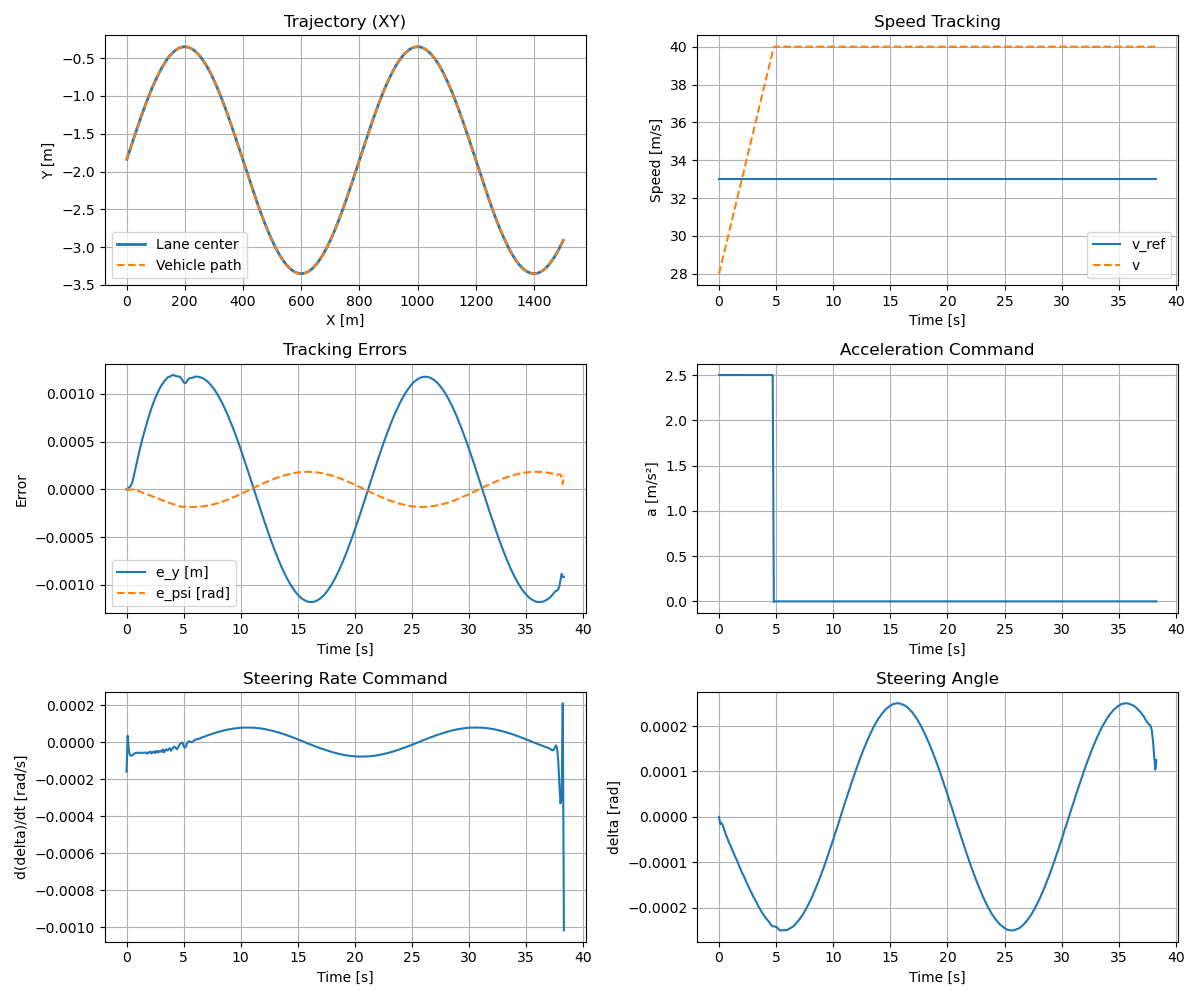 Trajectory (XY)
Y [m]
−0.5
−1.0
−1.5
−2.0
−2.5
−3.0
−3.5
Lane center
Vehicle path
0 200 400 600 800 1000 1200 1400
X [m]
Speed Tracking
Speed [m/s]
40
38
36
34
32
30
28
v_ref
v
0 5 10 15 20 25 30 35 40
Time [s]
Tracking Errors
Error
0.0010
0.0005
0.0000
−0.0005
−0.0010
e_y [m]
e_psi [rad]
0 5 10 15 20 25 30 35 40
Time [s]
Acceleration Command
a [m/s²]
2.5
2.0
1.5
1.0
0.5
0.0
0 5 10 15 20 25 30 35 40
Time [s]
Steering Rate Command
d(delta)/dt [rad/s]
0.0002
0.0000
−0.0002
−0.0004
−0.0006
−0.0008
−0.0010
0 5 10 15 20 25 30 35 40
Time [s]
Steering Angle
delta [rad]
0.0002
0.0001
0.0000
−0.0001
−0.0002
0 5 10 15 20 25 30 35 40
Time [s]